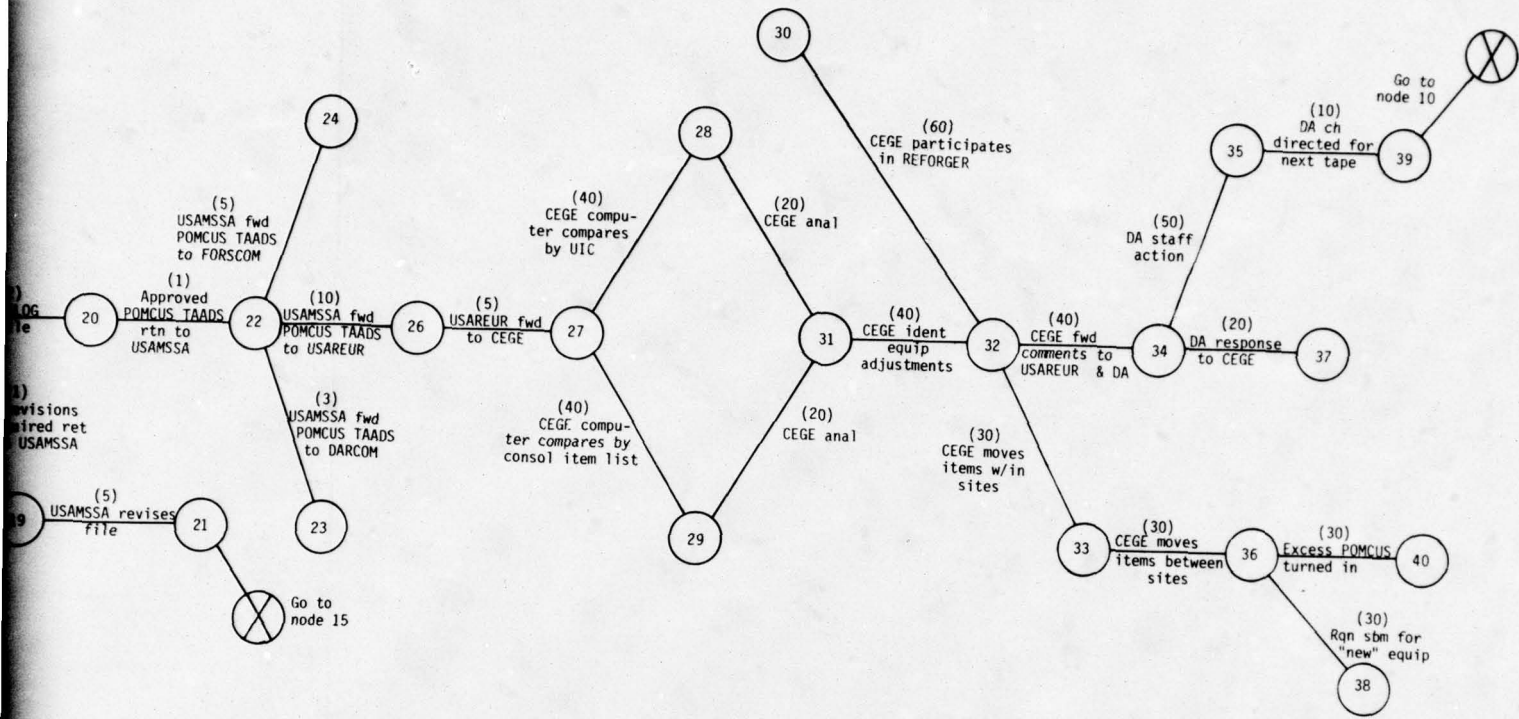 30
24
28
35
(10)
DA ch
directed for
next tape
39
Go to
node 10
(60)
CEGE participates
in REFORGER
(5)
USAMSSA fwd
POMCUS TAADS
to FORSCOM
(40)
CEGE compu-
ter compares
by UIC
(20)
CEGE anal
(50)
DA staff
action
20
(1)
Approved
POMCUS TAADS
rtn to
USAMSSA
22
(10)
USAMSSA fwd
POMCUS TAADS
to USAREUR
26
(5)
USAREUR fwd
to CEGE
27
31
(40)
CEGE ident
equip
adjustments
32
(40)
CEGE fwd
comments to
USAREUR & DA
34
(20)
DA response
to CEGE
37
USAMSSA
(3)
USAMSSA fwd
POMCUS TAADS
to DARCOM
(40)
CEGE compu-
ter compares by
consol item list
(20)
CEGE anal
(30)
CEGE moves
items w/in
sites
(5)
USAMSSA revises
file
21
23
29
33
(30)
CEGE moves
items between
sites
36
(30)
Excess POMCUS
turned in
40
Go to
node 15
(30)
Rqn sbm for
"new" equip
38